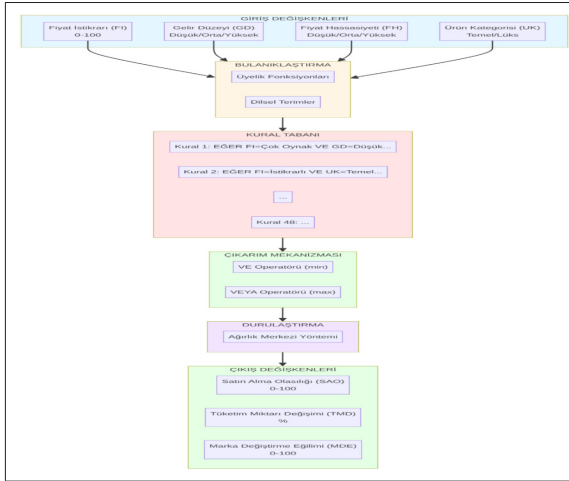 GİRİŞ DEĞİŞKENLERİ
Fiyat İstikrarı (FI)
0-100
Gelir Düzeyi (GD)
Düşük/Orta/Yüksek
Fiyat Hassasiyeti (FH)
Düşük/Orta/Yüksek
Ürün Kategorisi (UK)
Temel/Lüks
BULANIKLAŞTIRMA
Üyelik Fonksiyonları
Dilsel Terimler
KURAL TABANI
Kural 1: EĞER FI=Çok Oynak VE GD=Düşük...
Kural 2: EĞER FI=İstikrarlı VE UK=Temel...
...
Kural 48: ...
ÇIKARIM MEKANİZMASI
VE Operatörü (min)
VEYA Operatörü (max)
DURULAŞTIRMA
Ağırlık Merkezi Yöntemi
ÇIKIŞ DEĞİŞKENLERİ
Satın Alma Olasılığı (SAO)
0-100
Tüketim Miktarı Değişimi (TMD)
%
Marka Değiştirme Eğilimi (MDE)
0-100